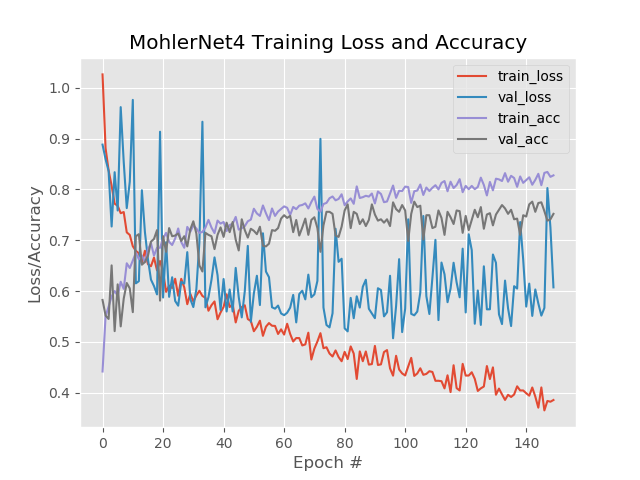 MohlerNet4 Training Loss and Accuracy
train_loss
val_loss
train_acc
val_acc
1.0
0.9
0.8
0.7
0.6
0.5
0.4
Loss/Accuracy
0 20 40 60 80 100 120 140
Epoch #